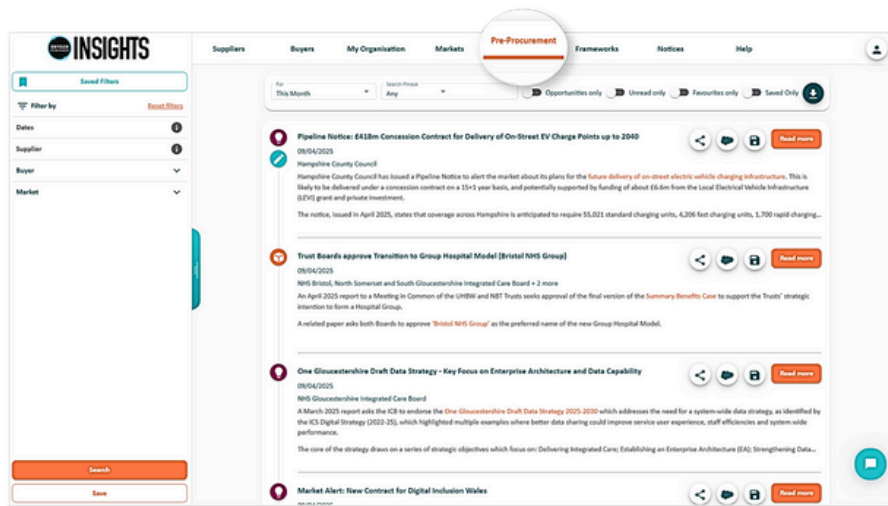 INSIGHTS
Suppliers
Buyers
My Organisation
Markets
Pre-Procurement
Frameworks
Notices
Help
Saved Filters
Filter by
Reset filters
Dates
Supplier
Buyer
Market
Search
Save
For
This Month
Search Phrase
Any
Opportunities only
Unread only
Favourites only
Saved Only
Pipeline Notice: £418m Concession Contract for Delivery of On-Street EV Charge Points up to 2040
Read more
09/04/2025
Hampshire County Council
Hampshire County Council has issued a Pipeline Notice to alert the market about its plans for the future delivery of on-street electric vehicle charging infrastructure. This is
likely to be delivered under a concession contract on a 15+1 year basis, and potentially supported by funding of about £6.6m from the Local Electrical Vehicle Infrastructure
(LEVI) grant and private investment.
The notice, issued in April 2025, states that coverage across Hampshire is anticipated to require 55,021 standard charging units, 4,206 fast charging units, 1,700 rapid charging...
Trust Boards approve Transition to Group Hospital Model [Bristol NHS Group]
Read more
09/04/2025
NHS Bristol, North Somerset and South Gloucestershire Integrated Care Board + 2 more
An April 2025 report to a Meeting in Common of the UHBW and NBT Trusts seeks approval of the final version of the Summary Benefits Case to support the Trusts' strategic
intention to form a Hospital Group.
A related paper asks both Boards to approve 'Bristol NHS Group' as the preferred name of the new Group Hospital Model.
One Gloucestershire Draft Data Strategy - Key Focus on Enterprise Architecture and Data Capability
Read more
09/04/2025
NHS Gloucestershire Integrated Care Board
A March 2025 report asks the ICB to endorse the One Gloucestershire Draft Data Strategy 2025-2030 which addresses the need for a system-wide data strategy, as identified by
the ICS Digital Strategy (2022-25), which highlighted multiple examples where better data sharing could improve service user experience, staff efficiencies and system wide
performance.
The core of the strategy draws on a series of strategic objectives which focus on: Delivering Integrated Care; Establishing an Enterprise Architecture (EA); Strengthening Data...
Market Alert: New Contract for Digital Inclusion Wales
Read more